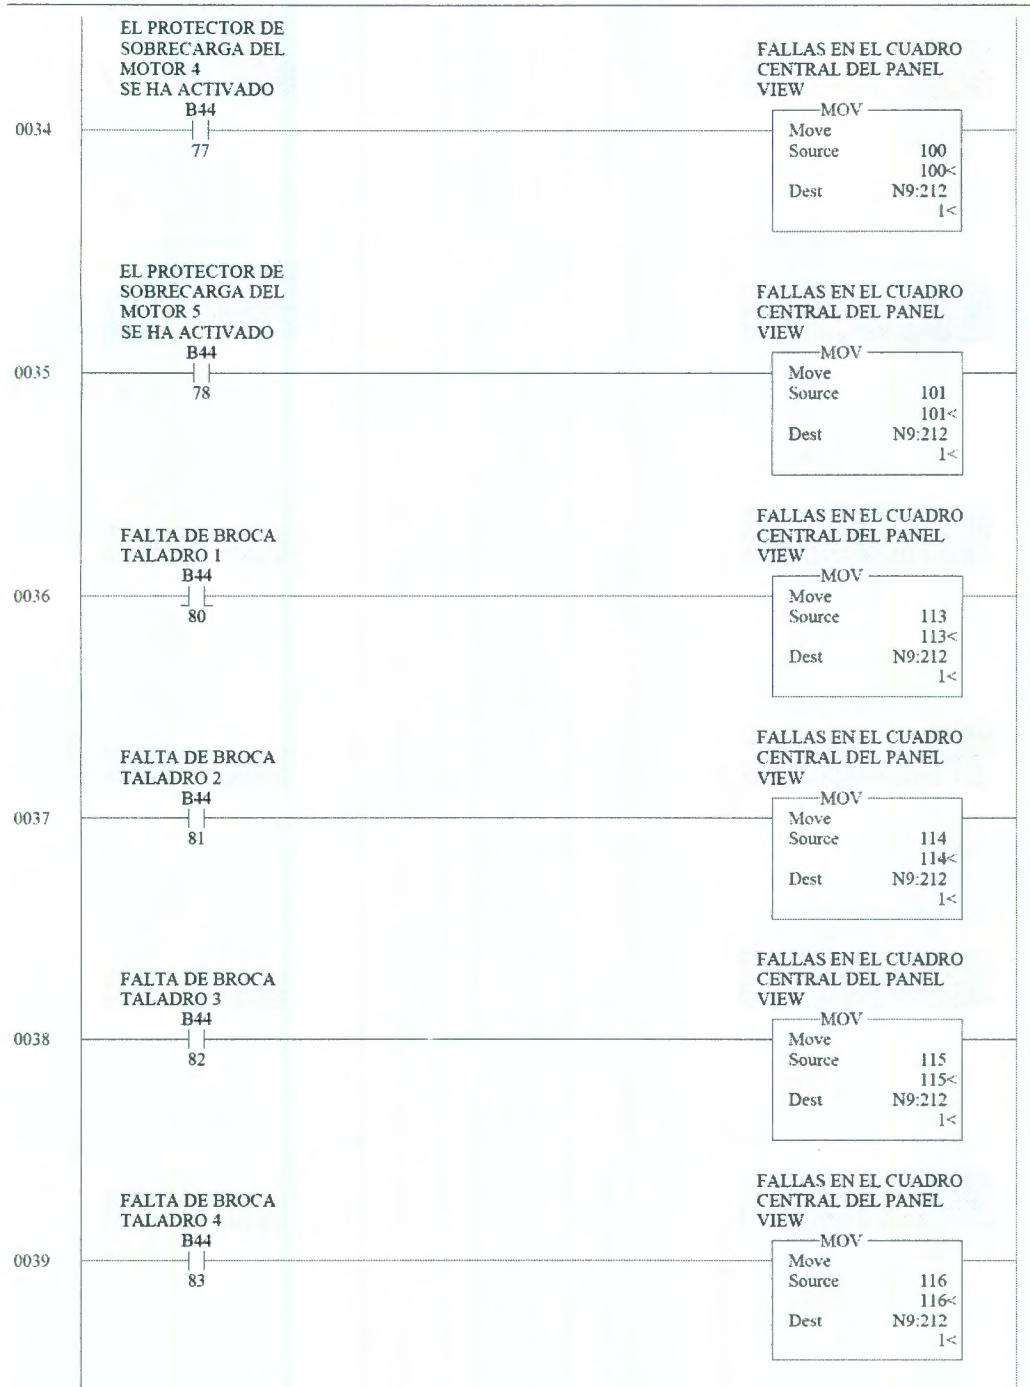 EL PROTECTOR DE
SOBRECARGA DEL
MOTOR 4
SE HA ACTIVADO
B44
77
0034
FALLAS EN EL CUADRO
CENTRAL DEL PANEL
VIEW
MOV
Move
Source 100
100<
Dest N9:212
1<
EL PROTECTOR DE
SOBRECARGA DEL
MOTOR 5
SE HA ACTIVADO
B44
78
0035
FALLAS EN EL CUADRO
CENTRAL DEL PANEL
VIEW
MOV
Move
Source 101
101<
Dest N9:212
1<
FALTA DE BROCA
TALADRO 1
B44
80
0036
FALLAS EN EL CUADRO
CENTRAL DEL PANEL
VIEW
MOV
Move
Source 113
113<
Dest N9:212
1<
FALTA DE BROCA
TALADRO 2
B44
81
0037
FALLAS EN EL CUADRO
CENTRAL DEL PANEL
VIEW
MOV
Move
Source 114
114<
Dest N9:212
1<
FALTA DE BROCA
TALADRO 3
B44
82
0038
FALLAS EN EL CUADRO
CENTRAL DEL PANEL
VIEW
MOV
Move
Source 115
115<
Dest N9:212
1<
FALTA DE BROCA
TALADRO 4
B44
83
0039
FALLAS EN EL CUADRO
CENTRAL DEL PANEL
VIEW
MOV
Move
Source 116
116<
Dest N9:212
1<